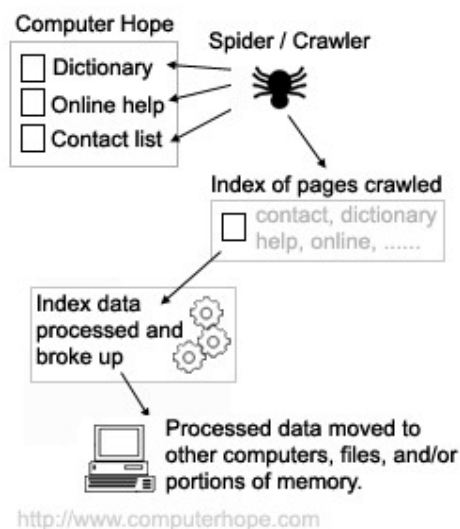 Computer Hope
Dictionary
Online help
Contact list
Spider / Crawler
Index of pages crawled
contact, dictionary
help, online, ......
Index data
processed and
broke up
Processed data moved to
other computers, files, and/or
portions of memory.
http://www.computerhope.com